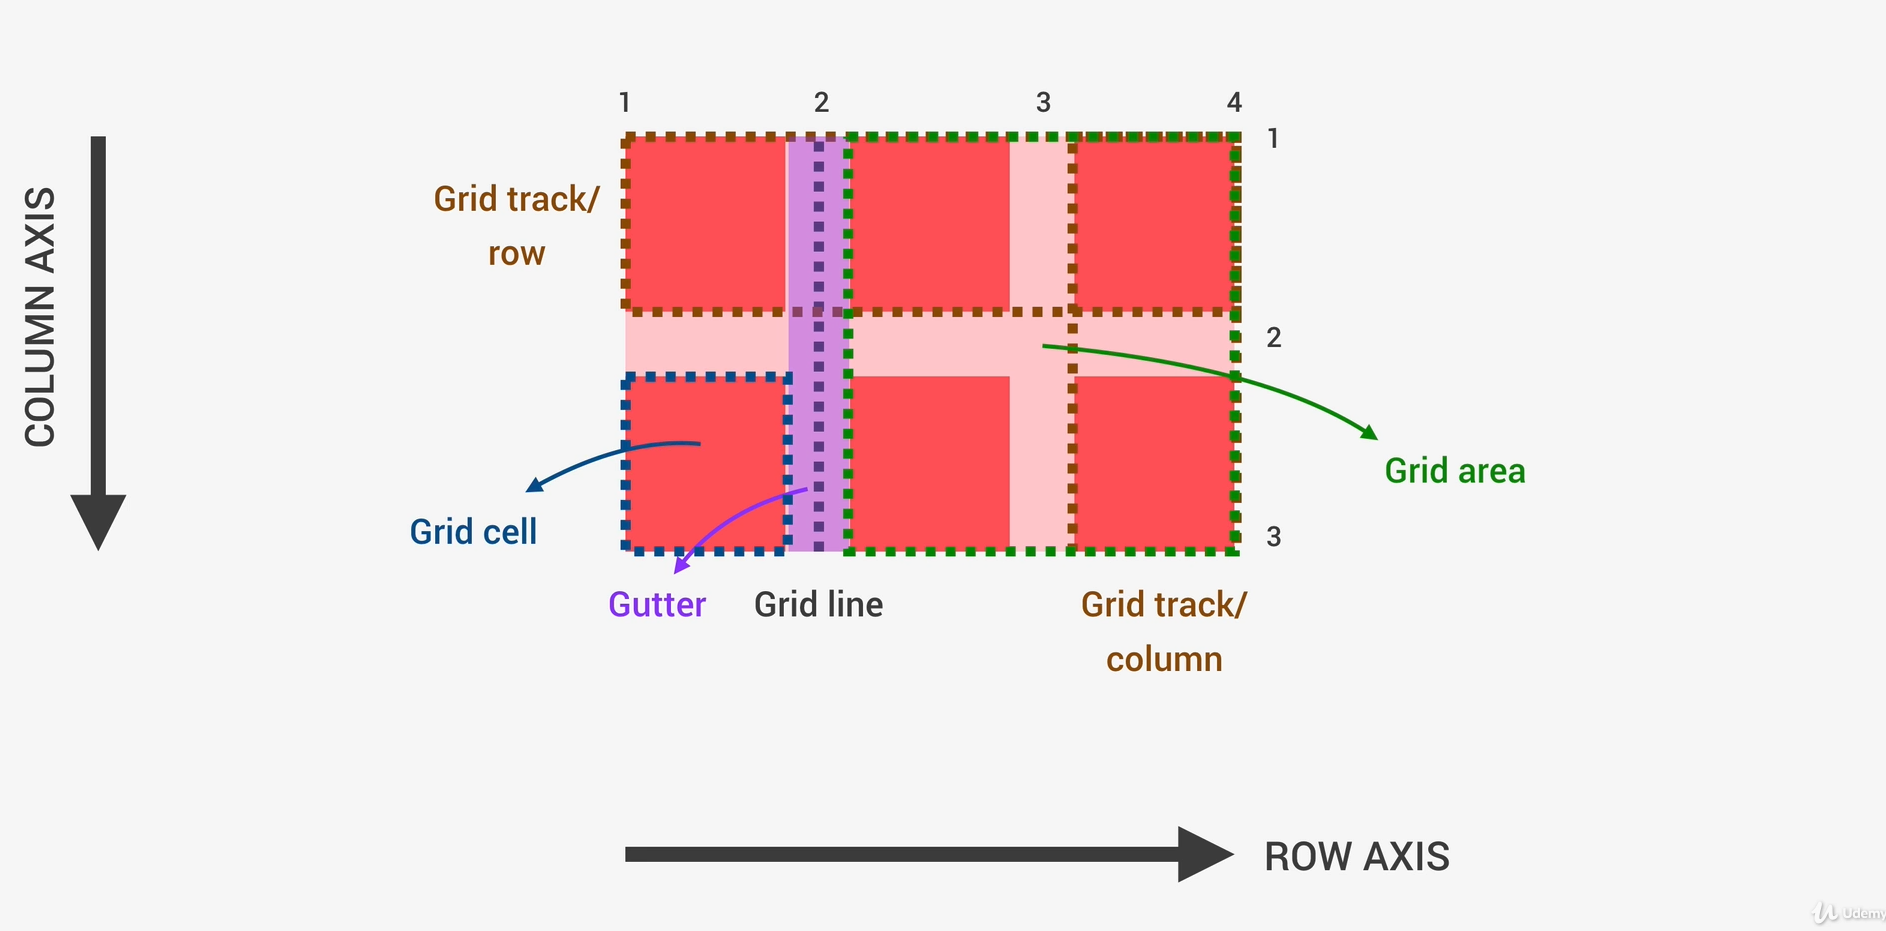 1 2 3 4
1
Grid track/
row
COLUMN AXIS
2
Grid area
Grid cell
3
Gutter
Grid line
Grid track/
column
ROW AXIS
Udemy